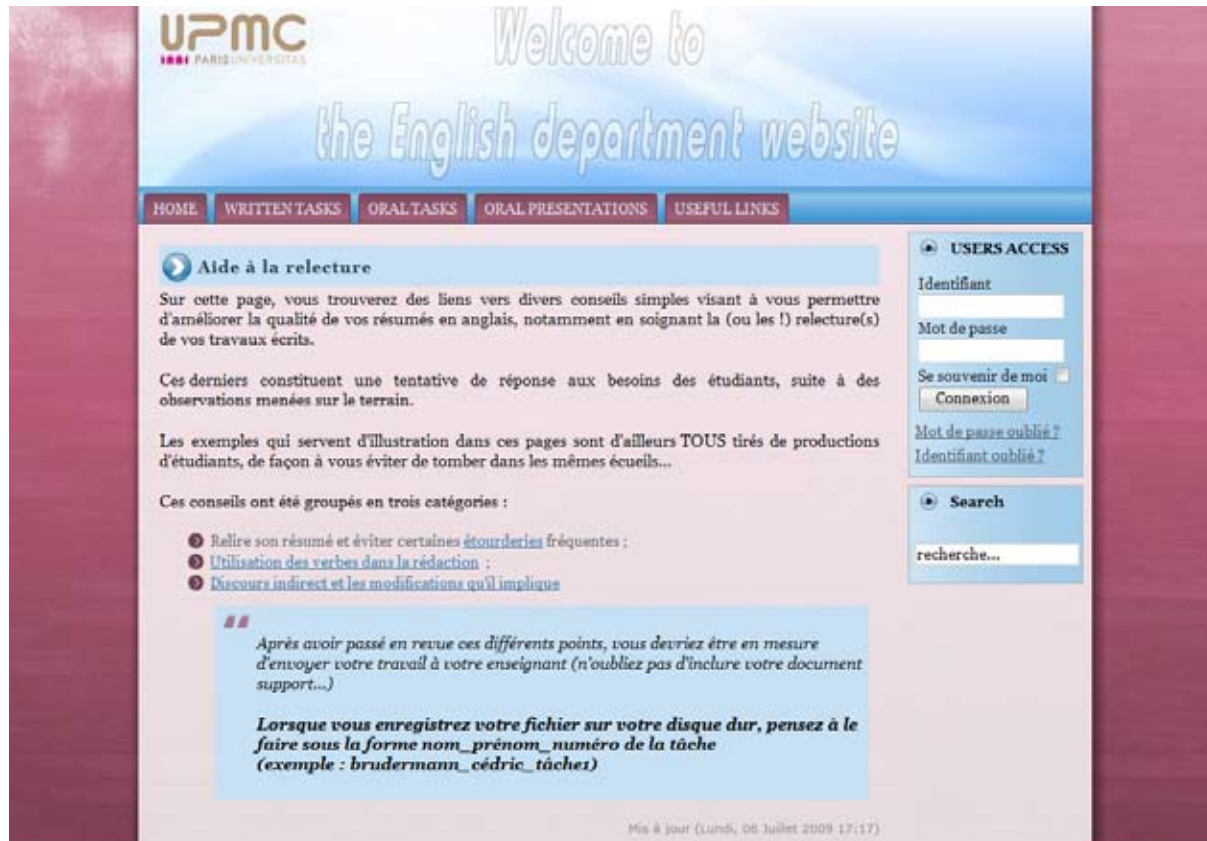 UPMC
PARISUNIVERSITAS
Welcome to
the English department website
HOME
WRITTEN TASKS
ORAL TASKS
ORAL PRESENTATIONS
USEFUL LINKS
Aide à la relecture
Sur cette page, vous trouverez des liens vers divers conseils simples visant à vous permettre
d'améliorer la qualité de vos résumés en anglais, notamment en soignant la (ou les !) relecture(s)
de vos travaux écrits.
Ces derniers constituent une tentative de réponse aux besoins des étudiants, suite à des
observations menées sur le terrain.
Les exemples qui servent d'illustration dans ces pages sont d'ailleurs TOUS tirés de productions
d'étudiants, de façon à vous éviter de tomber dans les mêmes écueils...
Ces conseils ont été groupés en trois catégories :
Relire son résumé et éviter certaines étourderies fréquentes ;
Utilisation des verbes dans la rédaction ;
Discours indirect et les modifications qu'il implique
Après avoir passé en revue ces différents points, vous devriez être en mesure
d'envoyer votre travail à votre enseignant (n'oubliez pas d'inclure votre document
support...)
Lorsque vous enregistrez votre fichier sur votre disque dur, pensez à le
faire sous la forme nom_prénom_numéro de la tâche
(exemple : brudermann_cédric_tâche1)
Mis à jour (Lundi, 06 Juillet 2009 17:17)
USERS ACCESS
Identifiant
Mot de passe
Se souvenir de moi
Connexion
Mot de passe oublié ?
Identifiant oublié ?
Search
recherche...